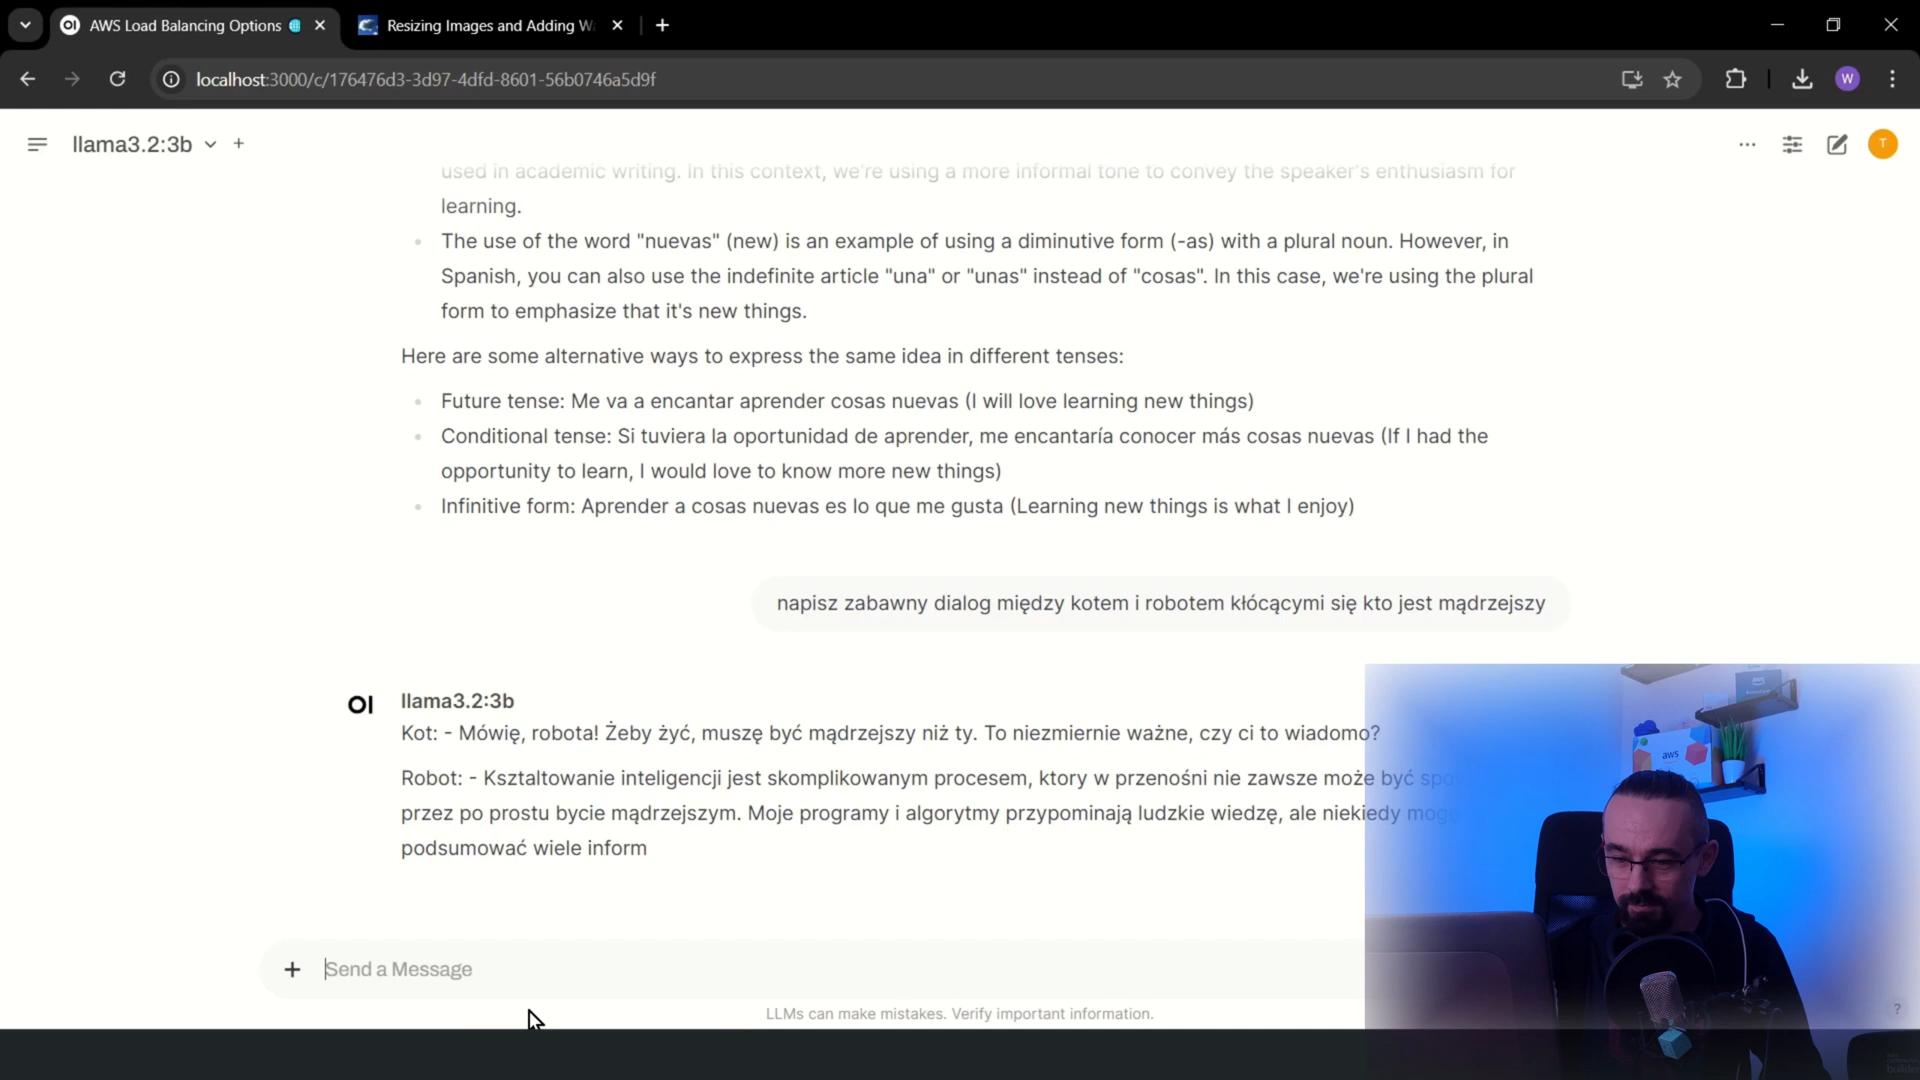 AWS Load Balancing Options
Resizing Images and Adding W
localhost:3000/c/176476d3-3d97-4dfd-8601-56b0746a5d9f
W
llama3.2:3b
T
used in academic writing. In this context, we're using a more informal tone to convey the speaker's enthusiasm for
learning.
The use of the word "nuevas" (new) is an example of using a diminutive form (-as) with a plural noun. However, in
Spanish, you can also use the indefinite article "una" or "unas" instead of "cosas". In this case, we're using the plural
form to emphasize that it's new things.
Here are some alternative ways to express the same idea in different tenses:
Future tense: Me va a encantar aprender cosas nuevas (I will love learning new things)
Conditional tense: Si tuviera la oportunidad de aprender, me encantaría conocer más cosas nuevas (If I had the
opportunity to learn, I would love to know more new things)
Infinitive form: Aprender a cosas nuevas es lo que me gusta (Learning new things is what I enjoy)
napisz zabawny dialog między kotem i robotem kłócącymi się kto jest mądrzejszy
OI
llama3.2:3b
Kot: - Mówię, robota! Żeby żyć, muszę być mądrzejszy niż ty. To niezmiernie ważne, czy ci to wiadomo?
Robot: - Kształtowanie inteligencji jest skomplikowanym procesem, ktory w przenośni nie zawsze może być
przez po prostu bycie mądrzejszym. Moje programy i algorytmy przypominają ludzkie wiedzę, ale niekiedy
podsumować wiele inform
aws
Send a Message
LLMs can make mistakes. Verify important information.
?